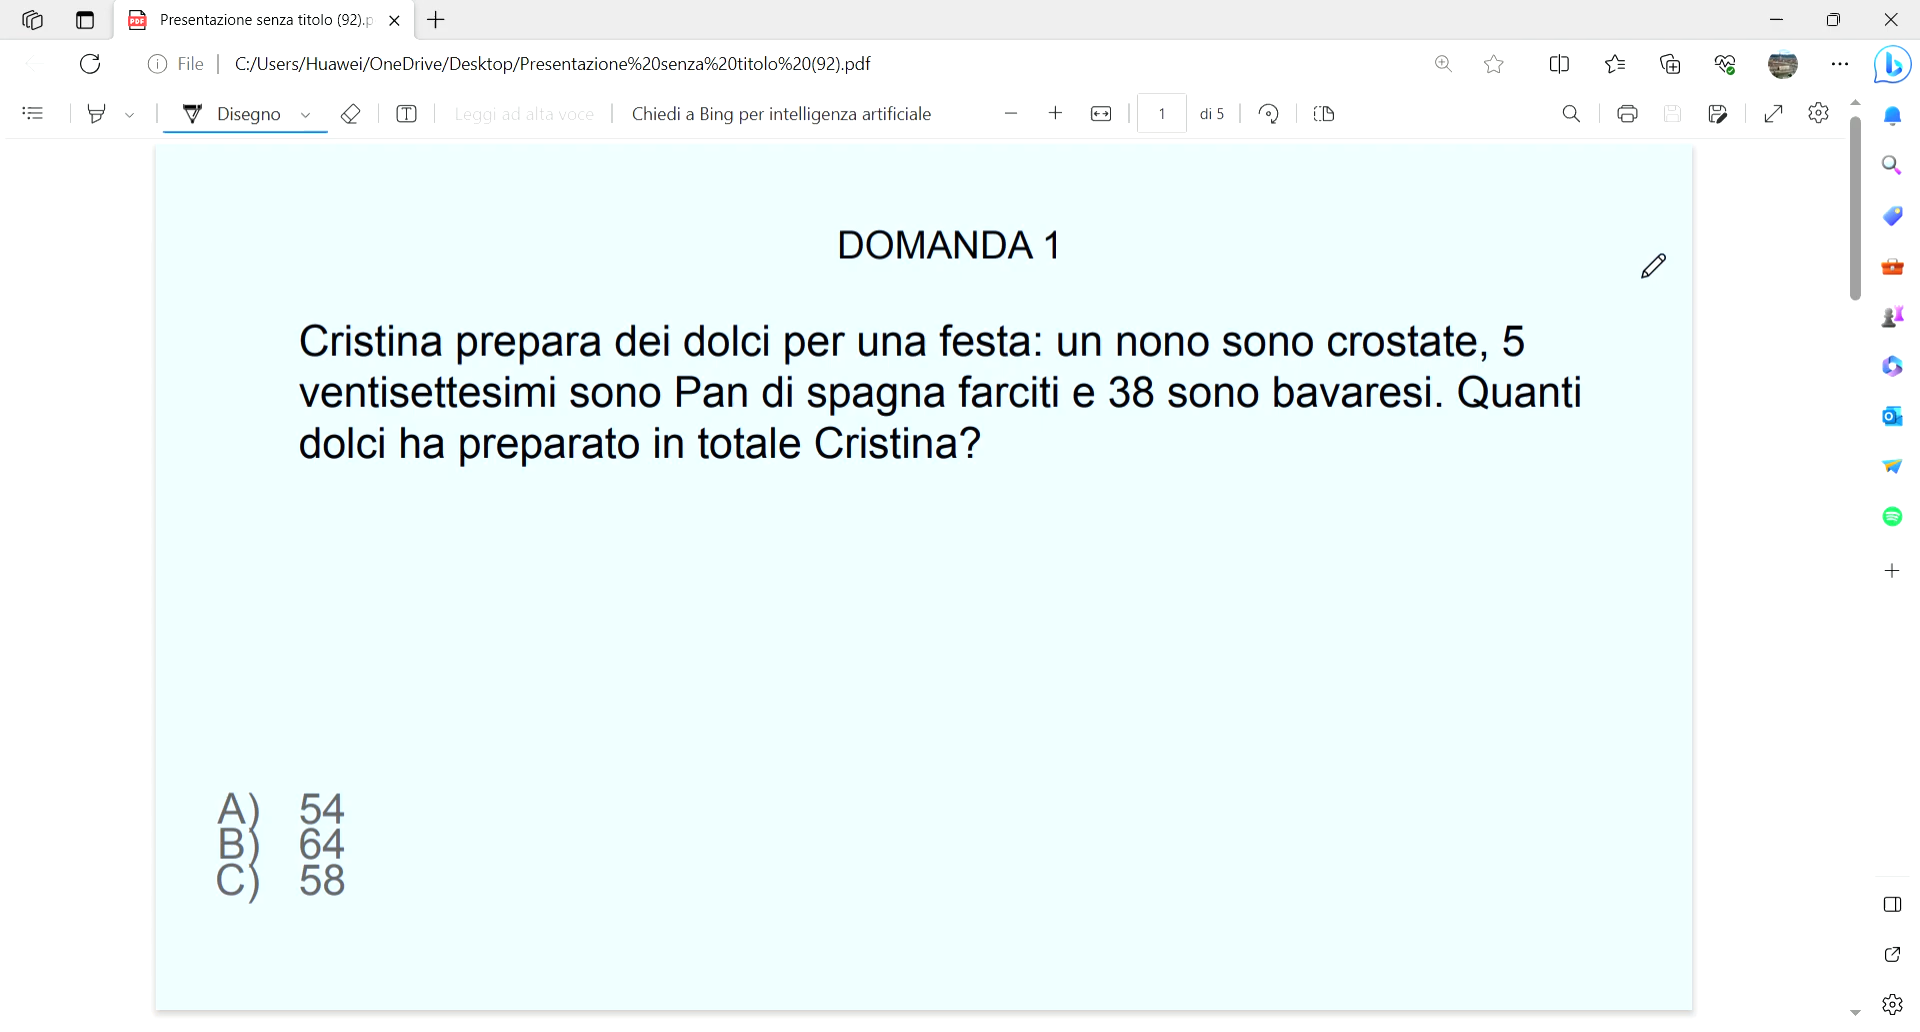 Presentazione senza titolo (92).p
File
C:/Users/Huawei/OneDrive/Desktop/Presentazione%20senza%20titolo%20(92).pdf
Disegno
Leggi ad alta voce
Chiedi a Bing per intelligenza artificiale
1
di 5
DOMANDA 1
Cristina prepara dei dolci per una festa: un nono sono crostate, 5
ventisettesimi sono Pan di spagna farciti e 38 sono bavaresi. Quanti
dolci ha preparato in totale Cristina?
A) 54
B) 64
C) 58